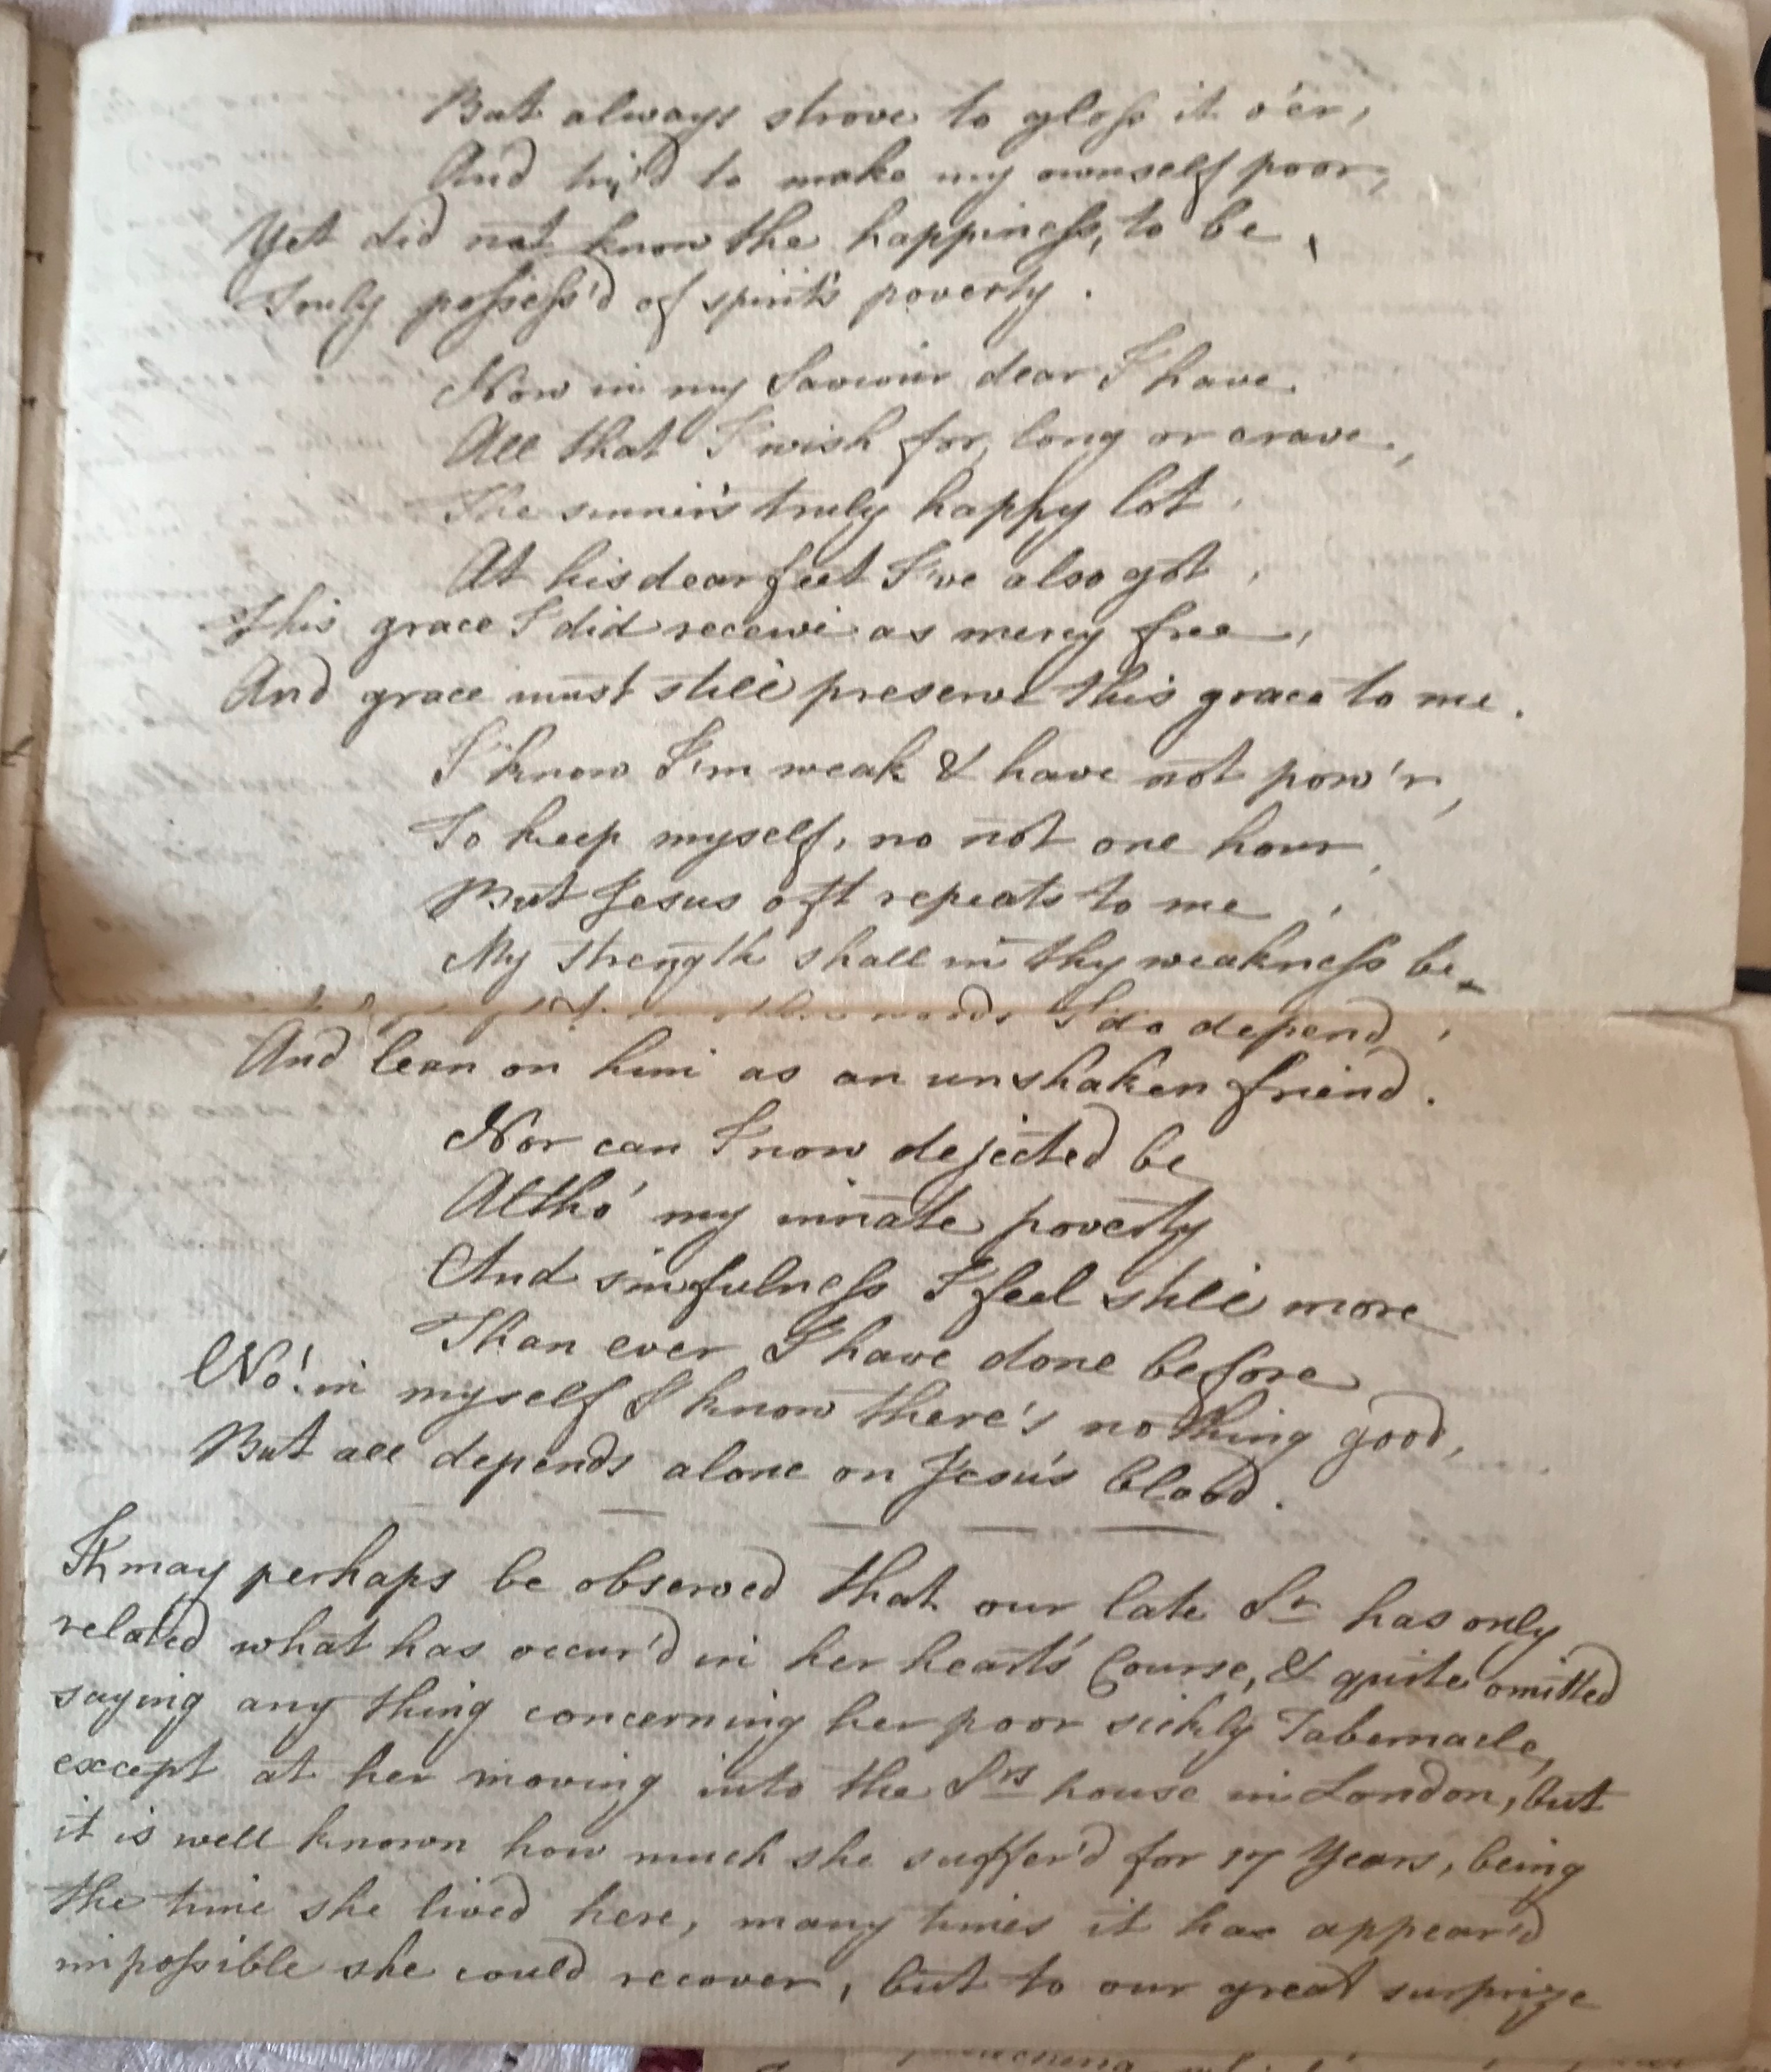 But always strove to gloss it o'er,
And try'd to make my ownself poor,
Yet did not know the happiness, to be,
Truly possess'd of spirit's poverty.
Now in my Saviour dear I have
All that I wish for, long or crave,
The sinner's truly happy lot,
At his dear feet I've also got,
This grace I did receive as mercy free,
And grace must still preserve this grace to me.
I know I'm weak & have not pow'r,
To keep myself, no not one hour,
But Jesus oft repeats to me,
My strength shall in thy weakness be
words I do depend,
And lean on him as an unshaken friend.
Nor can I now dejected be
Altho' my innate poverty
And sinfulness I feel still more
Than ever I have done before
No! in myself I know there's nothing good,
But all depends alone on Jesu's blood.
It may perhaps be observed that our late Sr has only
related what has occur'd in her heart's Course, & quite omitted
saying any thing concerning her poor sickly Tabernacle,
except at her moving into the Srs house in London, but
it is well known how much she suffer'd for 17 Years, being
the time she lived here, many times it has appear'd
impossible she could recover, but to our great surprize